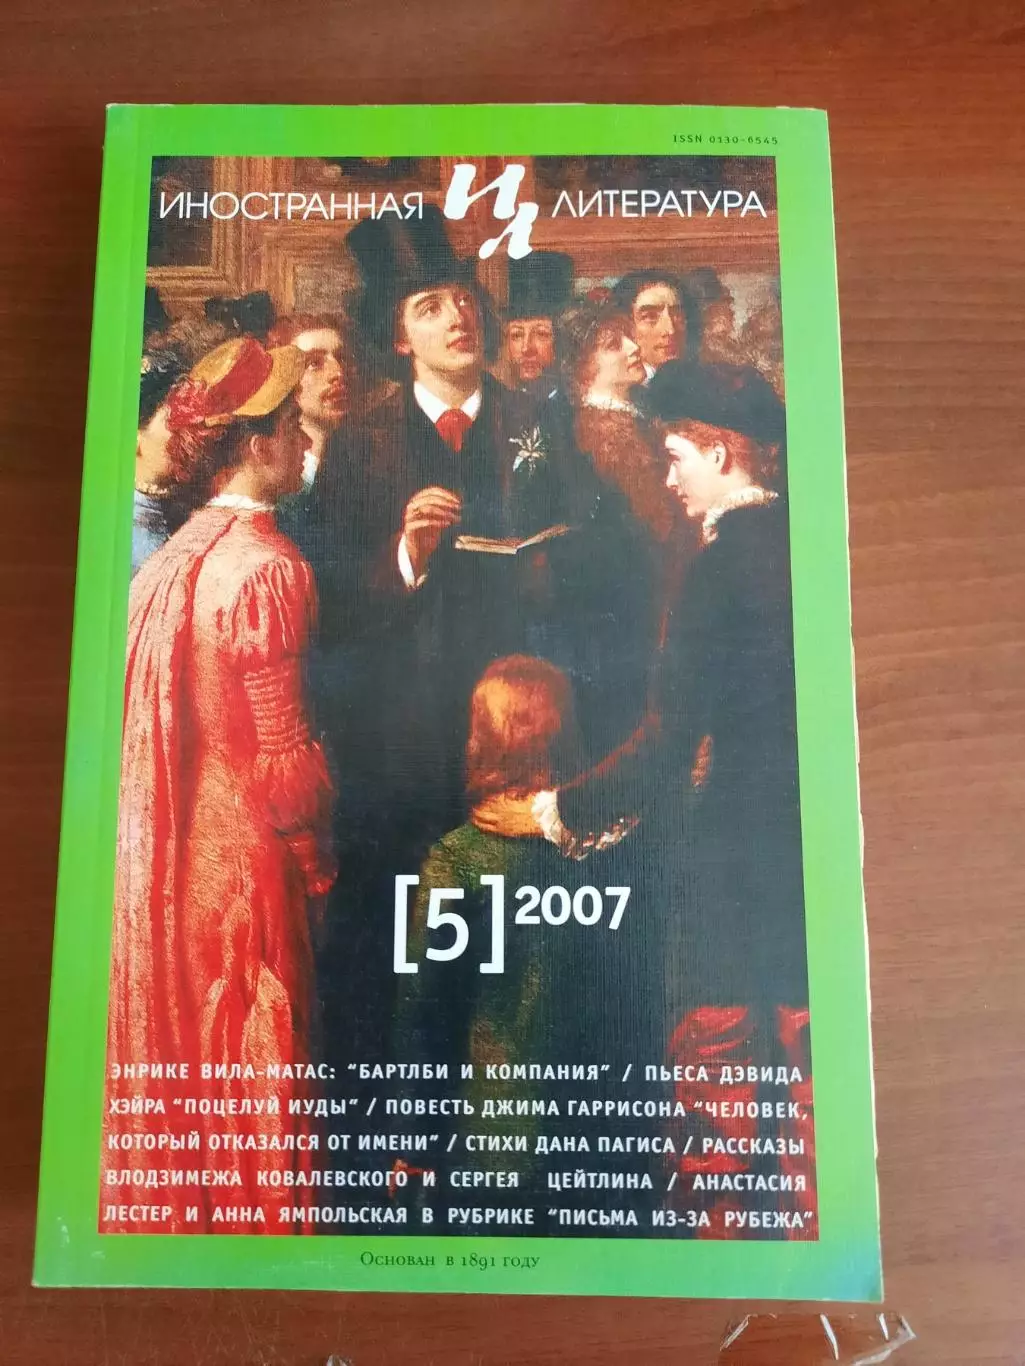 ISSN 0130-6545
ИНОСТРАННАЯ ИЛ ЛИТЕРАТУРА
[5] 2007
ЭНРИКЕ ВИЛА-МАТАС: "БАРТЛБИ И КОМПАНИЯ" / ПЬЕСА ДЭВИДА
ХЭЙРА "ПОЦЕЛУЙ ИУДЫ" / ПОВЕСТЬ ДЖИМА ГАРРИСОНА "ЧЕЛОВЕК,
КОТОРЫЙ ОТКАЗАЛСЯ ОТ ИМЕНИ" / СТИХИ ДАНА ПАГИСА / РАССКАЗЫ
ВЛОДЗИМЕЖА КОВАЛЕВСКОГО И СЕРГЕЯ ЦЕЙТЛИНА / АНАСТАСИЯ
ЛЕСТЕР И АННА ЯМПОЛЬСКАЯ В РУБРИКЕ "ПИСЬМА ИЗ-ЗА РУБЕЖА"
Основан в 1891 году